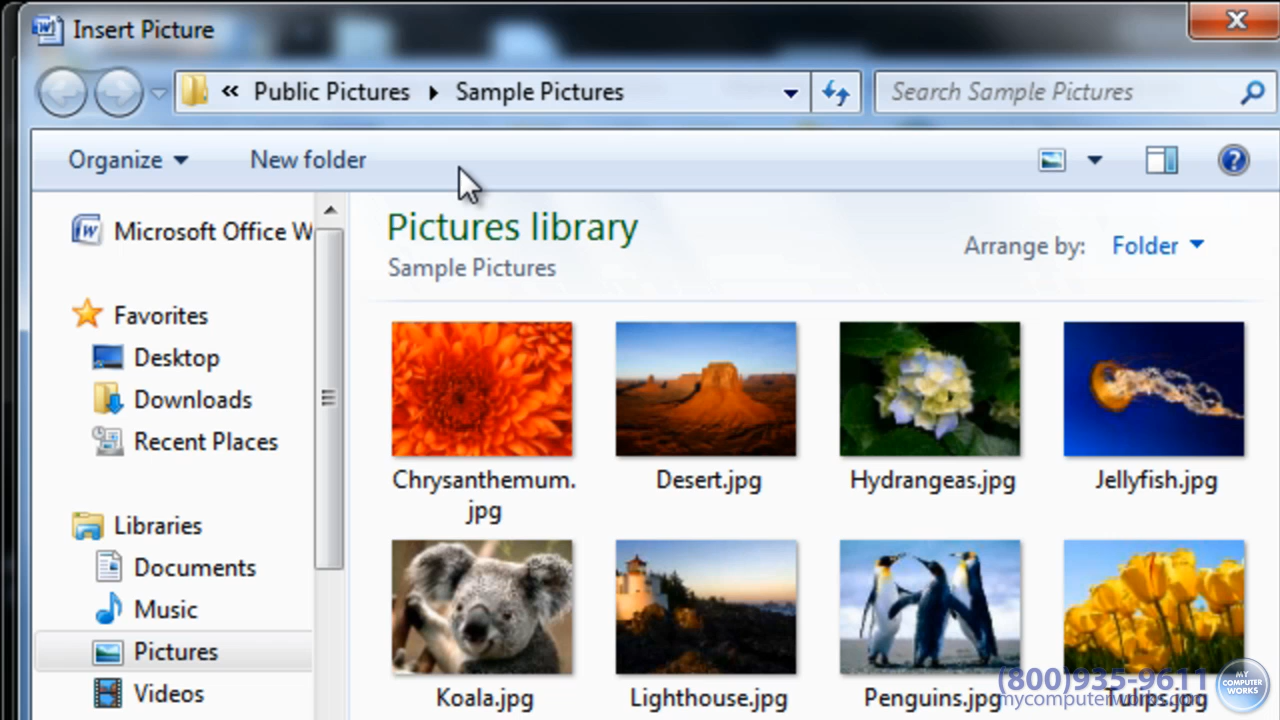 Insert Picture
« Public Pictures Sample Pictures
Search Sample Pictures
Organize New folder
Microsoft Office W
Favorites
Desktop
Downloads
Recent Places
Libraries
Documents
Music
Pictures
Videos
Pictures library
Sample Pictures
Arrange by: Folder
Chrysanthemum.
jpg
Desert.jpg
Hydrangeas.jpg
Jellyfish.jpg
Koala.jpg
Lighthouse.jpg
Penguins.jpg
Tulips.jpg
(800)935-9611
mycomputerworks.com
MY
COMPUTER
WORKS